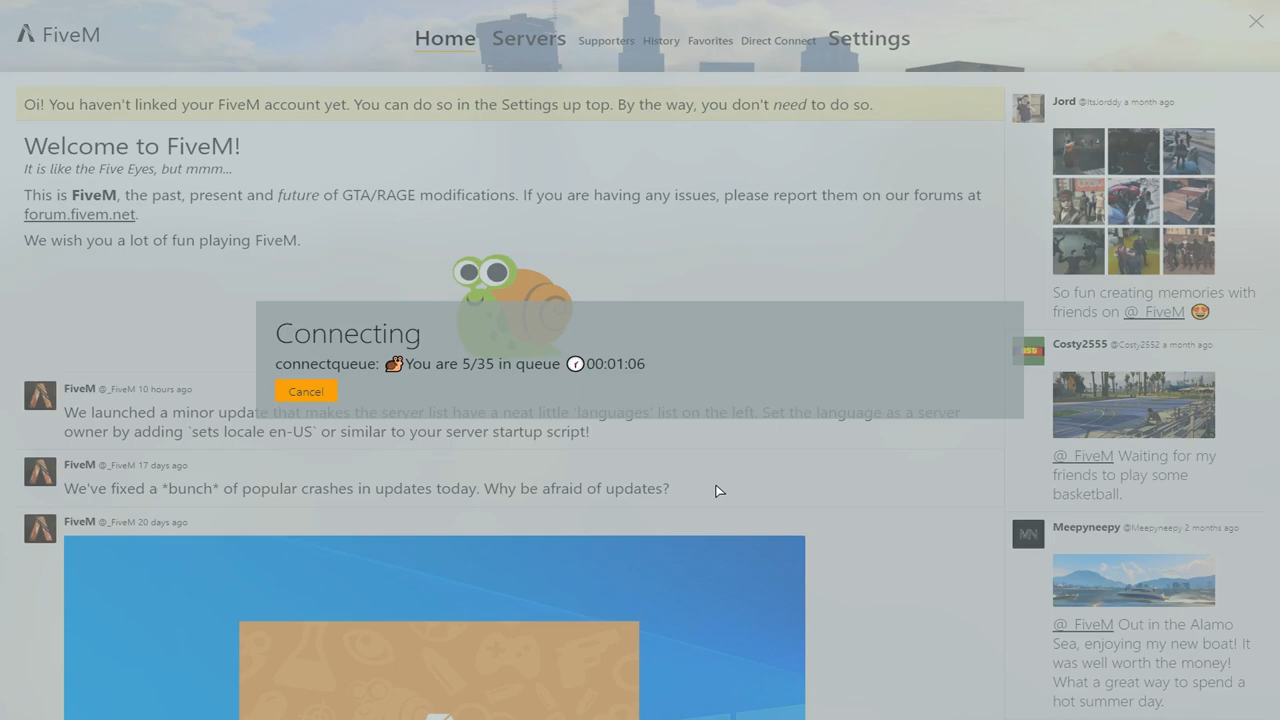 FiveM
Home Servers Supporters History Favorites Direct Connect Settings
Oi! You haven't linked your FiveM account yet. You can do so in the Settings up top. By the way, you don't need to do so.
Welcome to FiveM!
It is like the Five Eyes, but mmm...
This is FiveM, the past, present and future of GTA/RAGE modifications. If you are having any issues, please report them on our forums at
forum.fivem.net.
We wish you a lot of fun playing FiveM.
Connecting
connectqueue: 🐌You are 5/35 in queue 🕐00:01:06
Cancel
FiveM @_FiveM 10 hours ago
We launched a minor update that makes the server list have a neat little 'languages' list on the left. Set the language as a server
owner by adding `sets locale en-US` or similar to your server startup script!
FiveM @_FiveM 17 days ago
We've fixed a *bunch* of popular crashes in updates today. Why be afraid of updates?
FiveM @_FiveM 20 days ago
Jord @ItsJorddy a month ago
So fun creating memories with
friends on @_FiveM 😍
Costy2555 @Costy2552 a month ago
@_FiveM Waiting for my
friends to play some
basketball.
MN
Meepyneepy @Meepyneepy 2 months ago
@_FiveM Out in the Alamo
Sea, enjoying my new boat! It
was well worth the money!
What a great way to spend a
hot summer day.